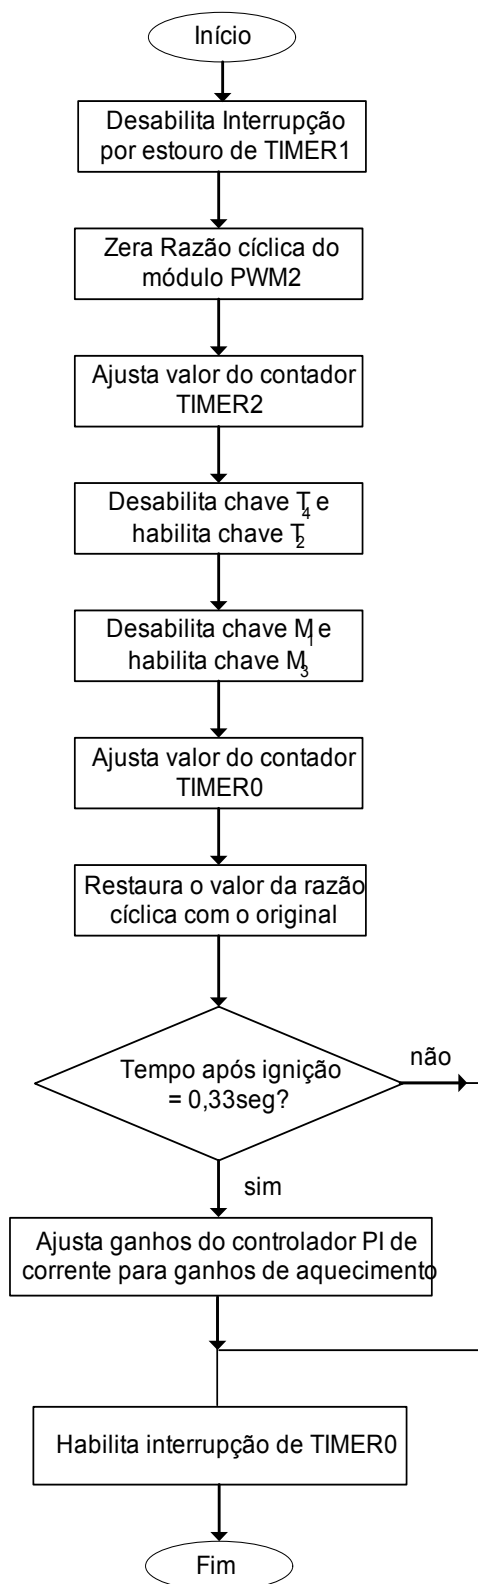 Início
Desabilita Interrupção
por estouro de TIMER1
Zera Razão cíclica do
módulo PWM2
Ajusta valor do contador
TIMER2
Desabilita chave T4 e
habilita chave T2
Desabilita chave M1 e
habilita chave M3
Ajusta valor do contador
TIMER0
Restaura o valor da razão
cíclica com o original
Tempo após ignição
= 0,33seg?
não
sim
Ajusta ganhos do controlador PI de
corrente para ganhos de aquecimento
Habilita interrupção de TIMER0
Fim